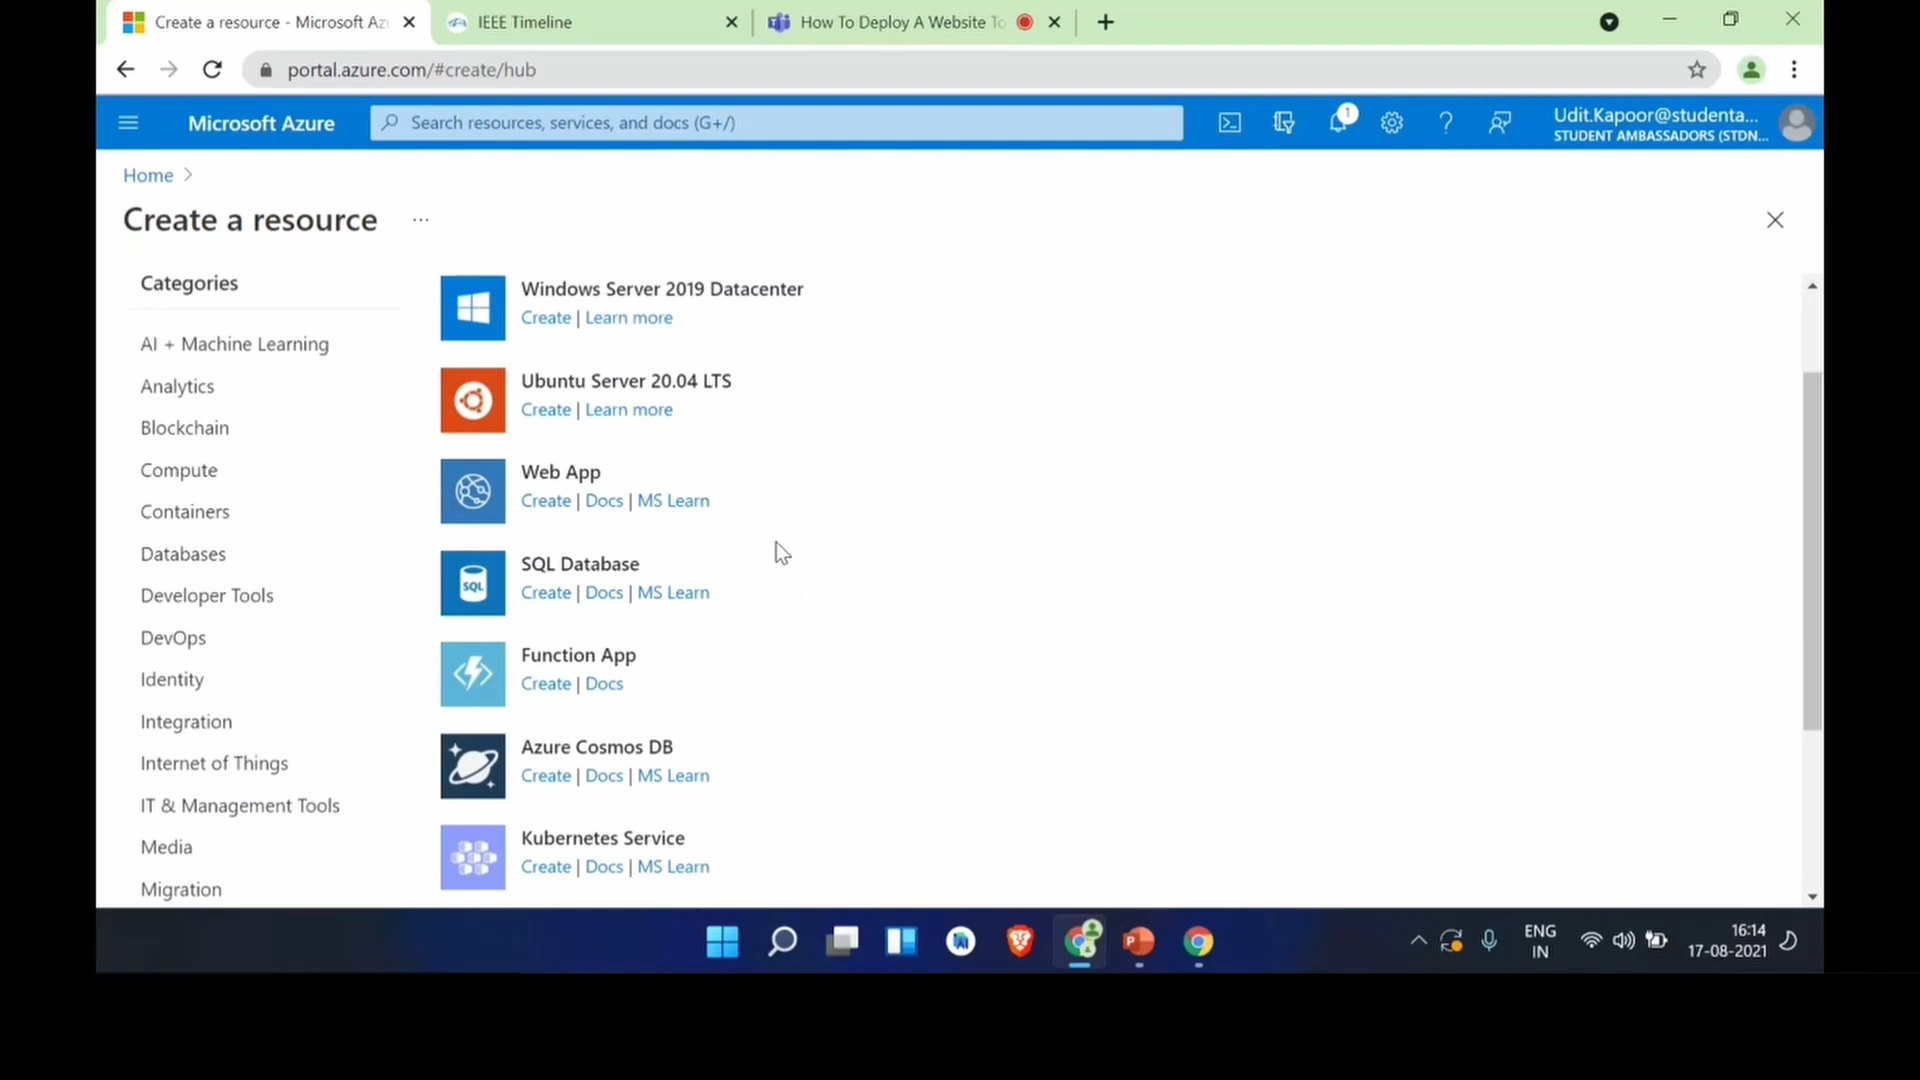 Create a resource - Microsoft Az
IEEE Timeline
How To Deploy A Website To
portal.azure.com/#create/hub
Microsoft Azure
Search resources, services, and docs (G+/)
1
Udit.Kapoor@studenta...
STUDENT AMBASSADORS (STDN...
Home
Create a resource ...
Categories
AI + Machine Learning
Analytics
Blockchain
Compute
Containers
Databases
Developer Tools
DevOps
Identity
Integration
Internet of Things
IT & Management Tools
Media
Migration
Windows Server 2019 Datacenter
Create | Learn more
Ubuntu Server 20.04 LTS
Create | Learn more
Web App
Create | Docs | MS Learn
SQL
SQL Database
Create | Docs | MS Learn
Function App
Create | Docs
Azure Cosmos DB
Create | Docs | MS Learn
Kubernetes Service
Create | Docs | MS Learn
P
ENG
IN
16:14
17-08-2021